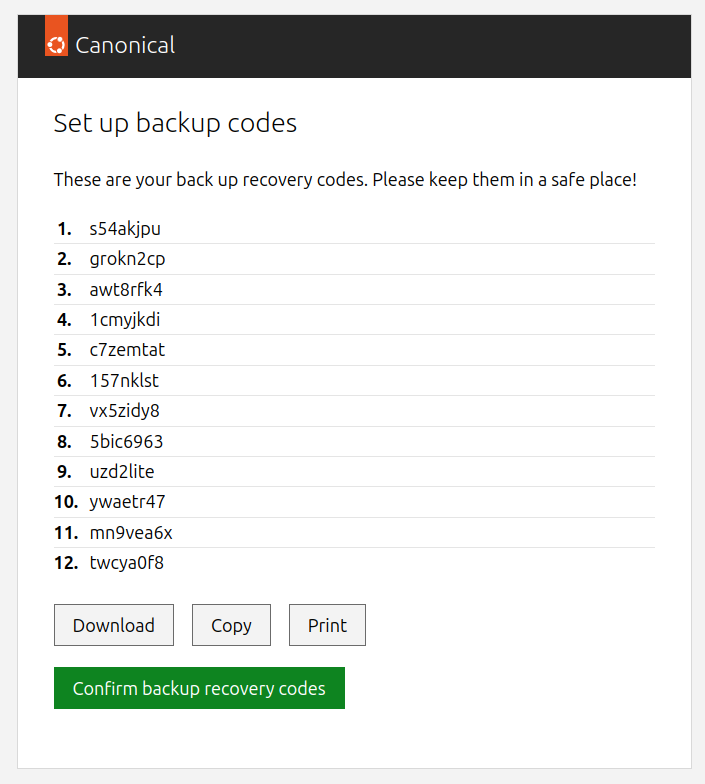 Canonical
Set up backup codes
These are your back up recovery codes. Please keep them in a safe place!
1. s54akjpu
2. grokn2cp
3. awt8rfk4
4. 1cmyjkdi
5. c7zemtat
6. 157nklst
7. vx5zidy8
8. 5bic6963
9. uzd2lite
10. ywaetr47
11. mn9vea6x
12. twcya0f8
Download Copy Print
Confirm backup recovery codes